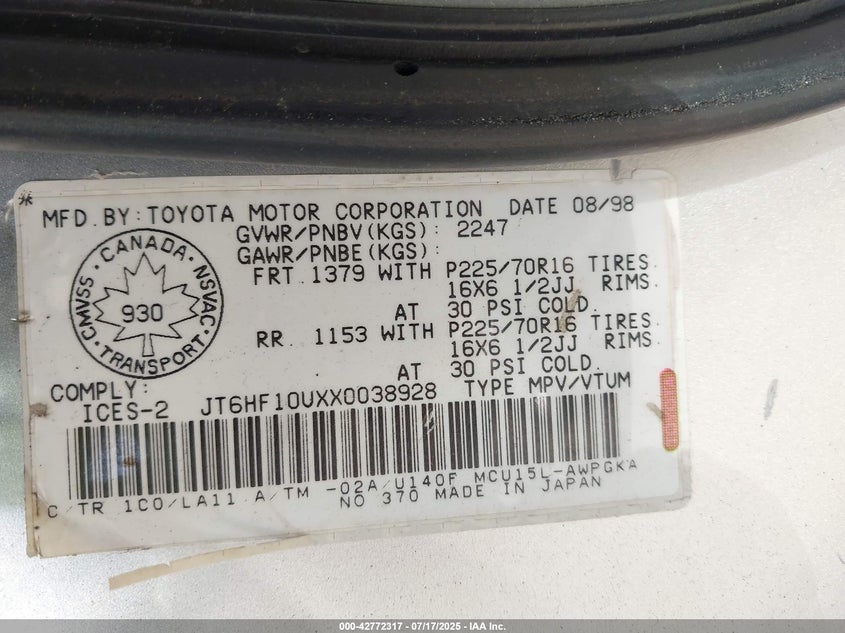 MFD. BY: TOYOTA MOTOR CORPORATION DATE 08/98
GVWR/PNBV(KGS): 2247
GAWR/PNBE(KGS):
FRT. 1379 WITH P225/70R16 TIRES.
16X6 1/2JJ RIMS.
AT 30 PSI COLD.
RR. 1153 WITH P225/70R16 TIRES.
16X6 1/2JJ RIMS.
AT 30 PSI COLD.
CANADA · NSVAC · TRANSPORT · CMVSS ·
930
COMPLY:
ICES-2 JT6HF10UXX0038928 TYPE MPV/VTUM
C/TR 1C0/LA11 A/TM -02A/U140F MCU15L-AWPGKA
NO 370 MADE IN JAPAN
000-42772317 / 07/17/2025 - IAA Inc.